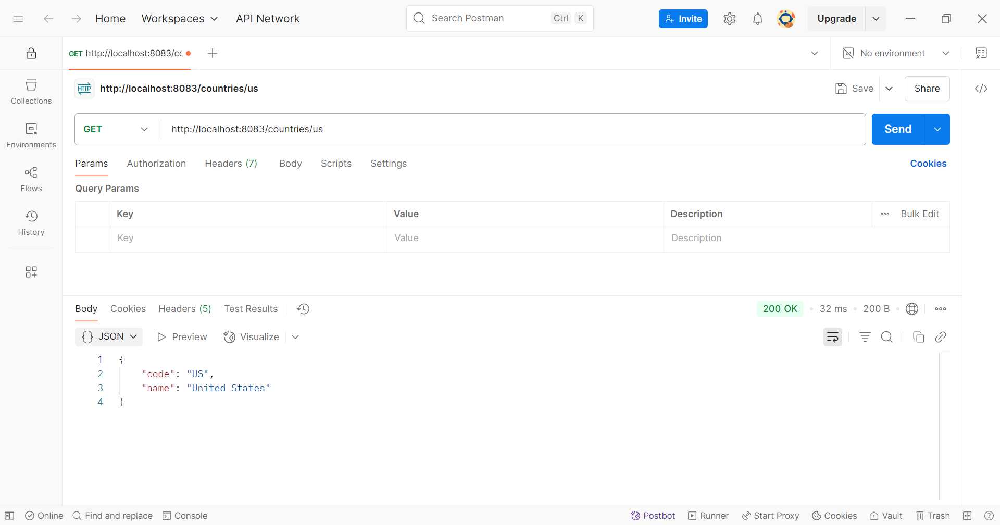 Home Workspaces API Network Search Postman Ctrl K Invite Upgrade
GET http://localhost:8083/cc No environment
HTTP http://localhost:8083/countries/us Save Share
Collections
GET http://localhost:8083/countries/us Send
Environments
Params Authorization Headers (7) Body Scripts Settings Cookies
Flows
Query Params
Key Value Description Bulk Edit
History
Key Value Description
Body Cookies Headers (5) Test Results 200 OK • 32 ms • 200 B •
{} JSON Preview Visualize
1 {
2 "code": "US",
3 "name": "United States"
4 }
Online Find and replace Console Postbot Runner Start Proxy Cookies Vault Trash